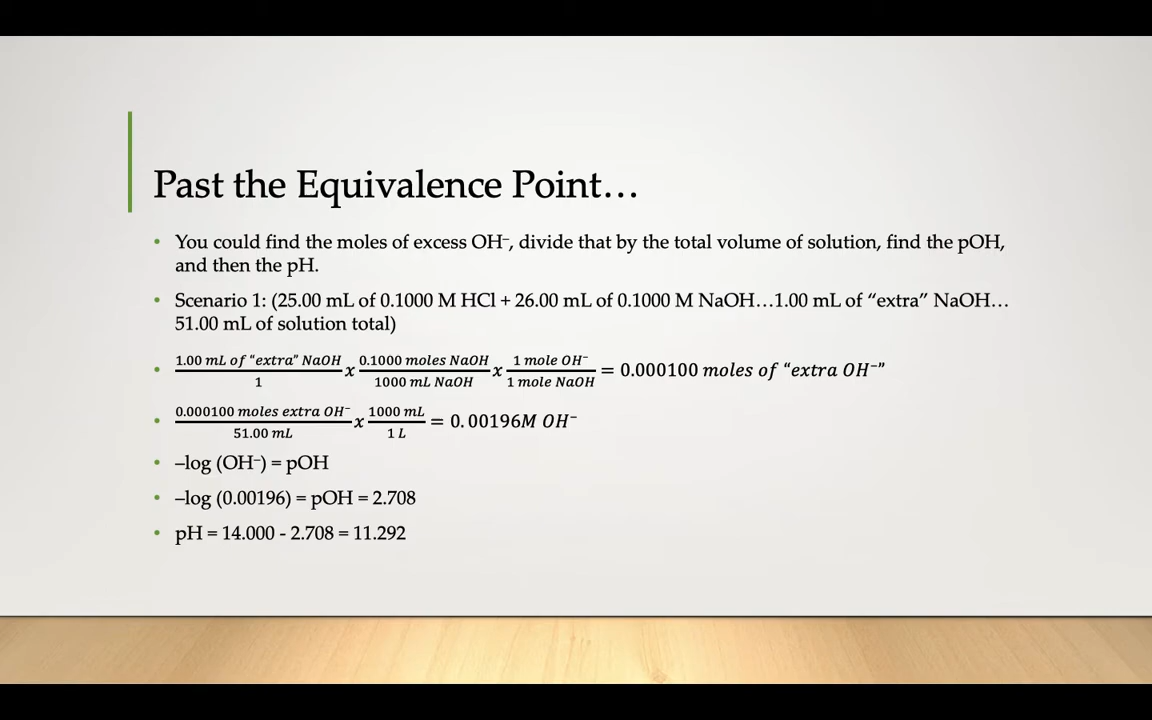 Past the Equivalence Point…
• You could find the moles of excess OH⁻, divide that by the total volume of solution, find the pOH,
and then the pH.
• Scenario 1: (25.00 mL of 0.1000 M HCl + 26.00 mL of 0.1000 M NaOH…1.00 mL of “extra” NaOH…
51.00 mL of solution total)
• 1.00 mL of “extra” NaOH/1 x 0.1000 moles NaOH/1000 mL NaOH x 1 mole OH⁻/1 mole NaOH = 0.000100 moles of “extra OH⁻”
• 0.000100 moles extra OH⁻/51.00 mL x 1000 mL/1 L = 0.00196M OH⁻
• –log (OH⁻) = pOH
• –log (0.00196) = pOH = 2.708
• pH = 14.000 - 2.708 = 11.292